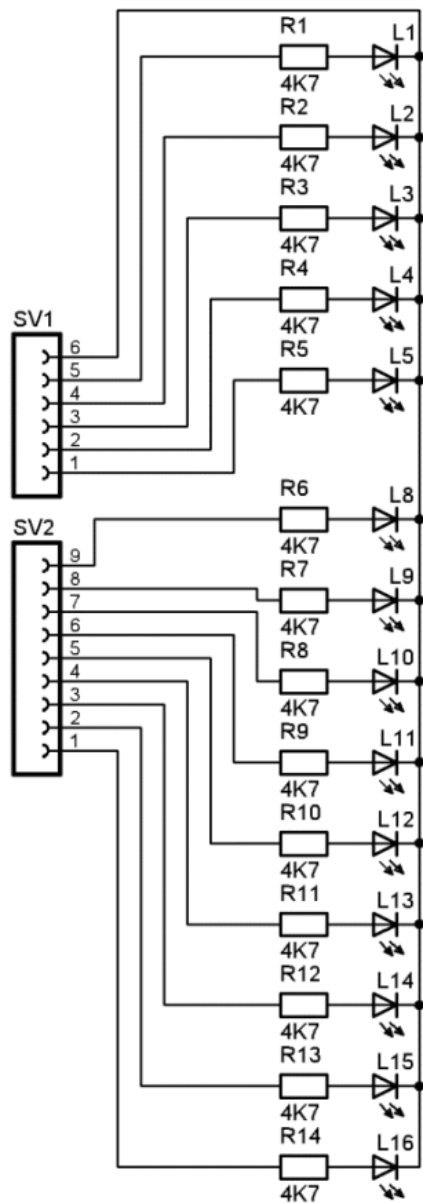 R1 L1
4K7
R2 L2
4K7
R3 L3
4K7
R4 L4
4K7
SV1
6
R5 L5
5
4K7
4
3
2
1
R6 L8
4K7
SV2
9
R7 L9
8
4K7
7
R8 L10
6
4K7
5
R9 L11
4
4K7
3
R10 L12
2
4K7
1
R11 L13
4K7
R12 L14
4K7
R13 L15
4K7
R14 L16
4K7